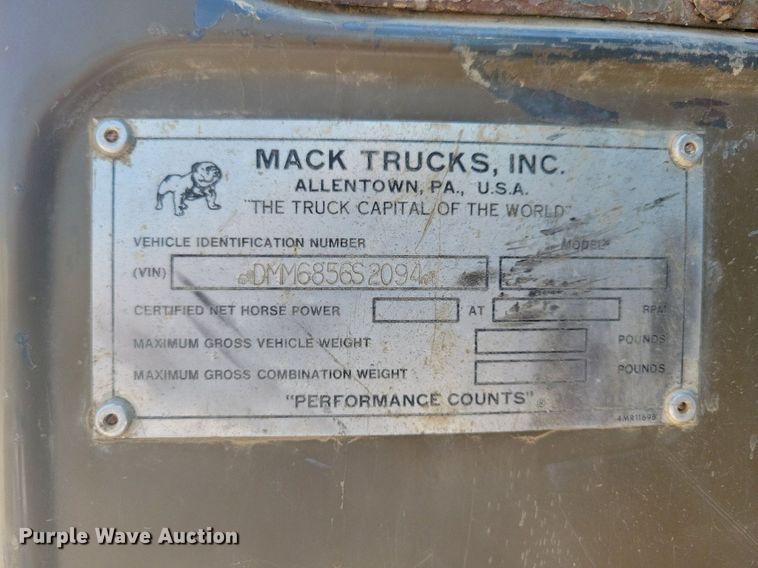 MACK TRUCKS, INC.
ALLENTOWN, PA., U.S.A.
"THE TRUCK CAPITAL OF THE WORLD"
VEHICLE IDENTIFICATION NUMBER MODEL
(VIN) DMM6856S2094
CERTIFIED NET HORSE POWER AT RPM
MAXIMUM GROSS VEHICLE WEIGHT POUNDS
MAXIMUM GROSS COMBINATION WEIGHT POUNDS
"PERFORMANCE COUNTS"®
4MR1169B
Purple Wave Auction